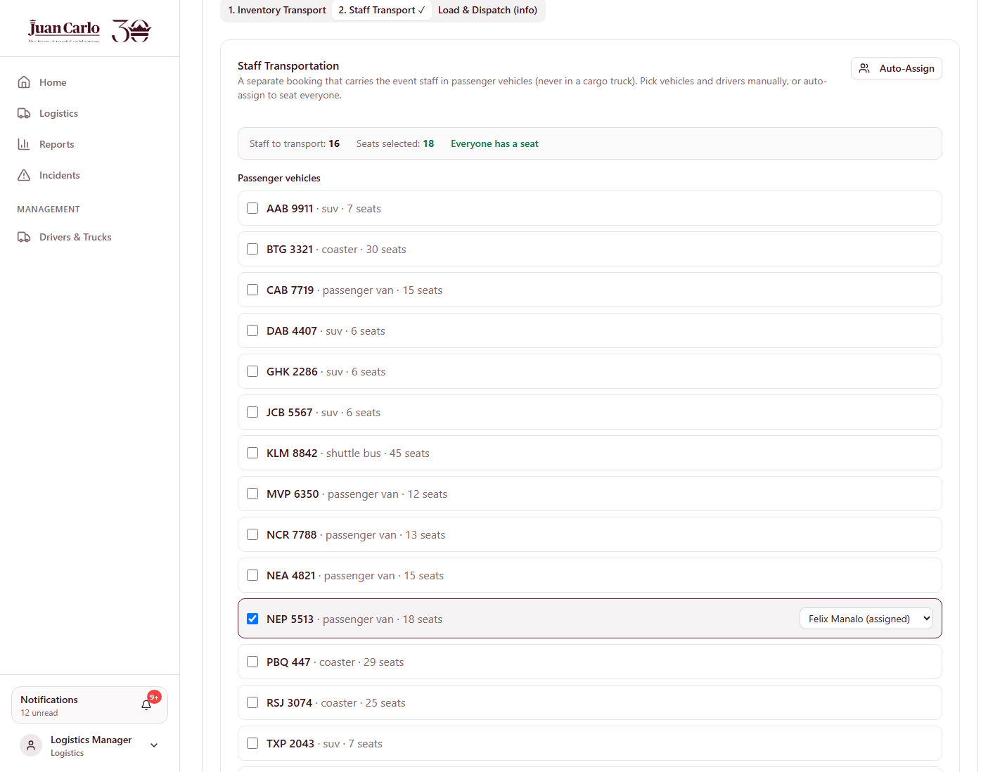 Juan Carlo 30
Home
Logistics
Reports
Incidents
MANAGEMENT
Drivers & Trucks
Notifications
12 unread
9+
Logistics Manager
Logistics
1. Inventory Transport
2. Staff Transport ✓
Load & Dispatch (info)
Staff Transportation
A separate booking that carries the event staff in passenger vehicles (never in a cargo truck). Pick vehicles and drivers manually, or auto-
assign to seat everyone.
Auto-Assign
Staff to transport: 16 Seats selected: 18 Everyone has a seat
Passenger vehicles
AAB 9911 · suv · 7 seats
BTG 3321 · coaster · 30 seats
CAB 7719 · passenger van · 15 seats
DAB 4407 · suv · 6 seats
GHK 2286 · suv · 6 seats
JCB 5567 · suv · 6 seats
KLM 8842 · shuttle bus · 45 seats
MVP 6350 · passenger van · 12 seats
NCR 7788 · passenger van · 13 seats
NEA 4821 · passenger van · 15 seats
NEP 5513 · passenger van · 18 seats Felix Manalo (assigned)
PBQ 447 · coaster · 29 seats
RSJ 3074 · coaster · 25 seats
TXP 2043 · suv · 7 seats